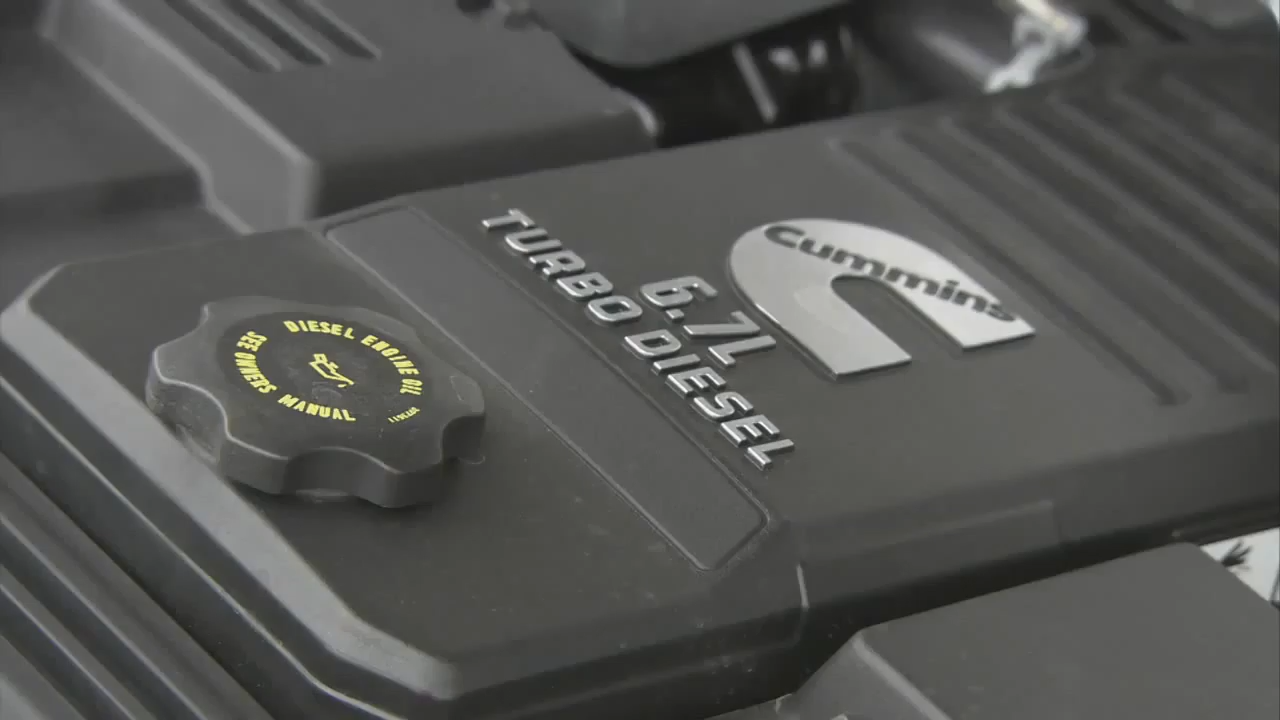 Cummins
6.7L
TURBO DIESEL
DIESEL ENGINE OIL
SEE OWNERS
MANUAL